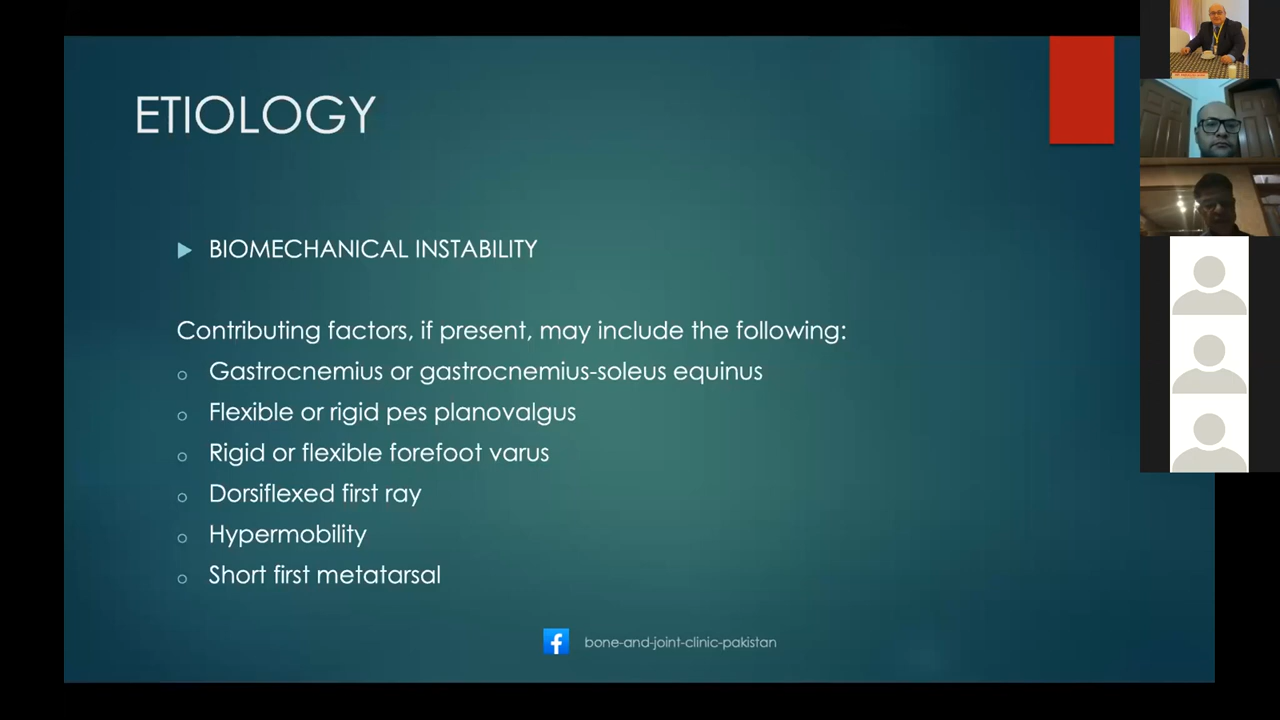 ETIOLOGY
BIOMECHANICAL INSTABILITY
Contributing factors, if present, may include the following:
Gastrocnemius or gastrocnemius-soleus equinus
Flexible or rigid pes planovalgus
Rigid or flexible forefoot varus
Dorsiflexed first ray
Hypermobility
Short first metatarsal
bone-and-joint-clinic-pakistan